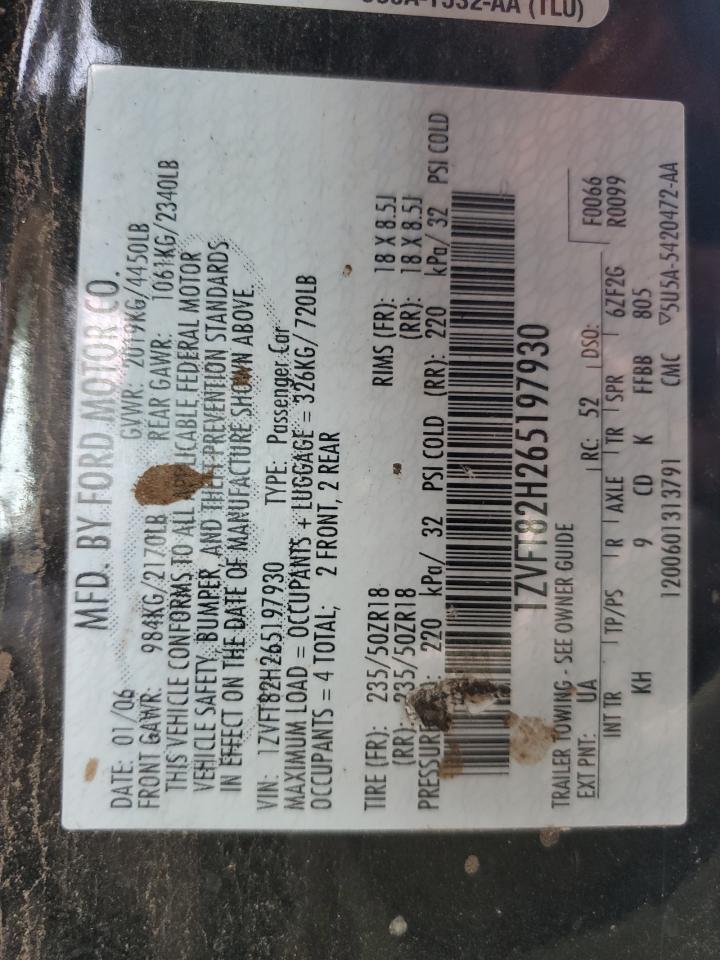 -AA (TLU)
MFD. BY FORD MOTOR CO.
DATE: 01/06 GVWR: 2019KG/4450LB
FRONT GAWR: 984KG/2170LB REAR GAWR: 1061KG/2340LB
THIS VEHICLE CONFORMS TO ALL APPLICABLE FEDERAL MOTOR
VEHICLE SAFETY, BUMPER, AND THEFT PREVENTION STANDARDS
IN EFFECT ON THE DATE OF MANUFACTURE SHOWN ABOVE
VIN: 1ZVFT82H265197930 TYPE: Passenger Car
MAXIMUM LOAD = OCCUPANTS + LUGGAGE = 326KG/ 720LB
OCCUPANTS = 4 TOTAL; 2 FRONT, 2 REAR
TIRE (FR): 235/50ZR18 RIMS (FR): 18 X 8.5J
(RR): 235/50ZR18 (RR): 18 X 8.5J
PRESSURE 220 kPa/ 32 PSI COLD (RR): 220 kPa/ 32 PSI COLD
1ZVFT82H265197930
TRAILER TOWING - SEE OWNER GUIDE
EXT PNT: UA RC: 52 DSO: 6ZF2G F0066
R0099
INT TR TP/PS R AXLE TR SPR
KH 9 CD K FFBB 805
1200601313791 CMC ▽5U5A-5420472-AA